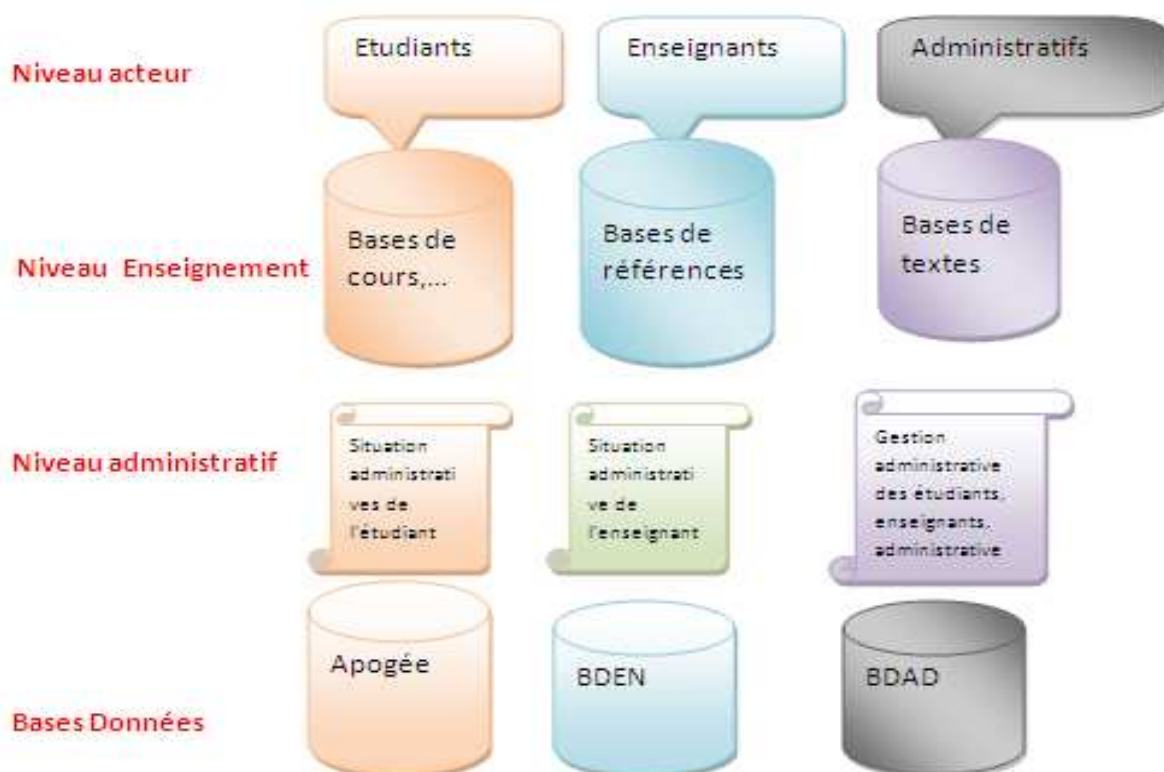 Niveau acteur
Etudiants
Enseignants
Administratifs
Niveau Enseignement
Bases de
cours,...
Bases de
références
Bases de
textes
Niveau administratif
Situation
administrati
ves de
l'étudiant
Situation
administrati
ve de
l'enseignant
Gestion
administrative
des étudiants,
enseignants,
administrative
Bases Données
Apogée
BDEN
BDAD